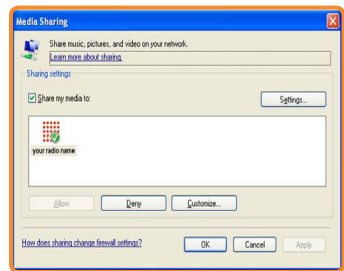 Media Sharing
Share music, pictures, and video on your network.
Learn more about sharing.
Sharing settings
Share my media to:
Settings...
your radio name
Allow Deny Customize...
How does sharing change firewall settings?
OK Cancel Apply